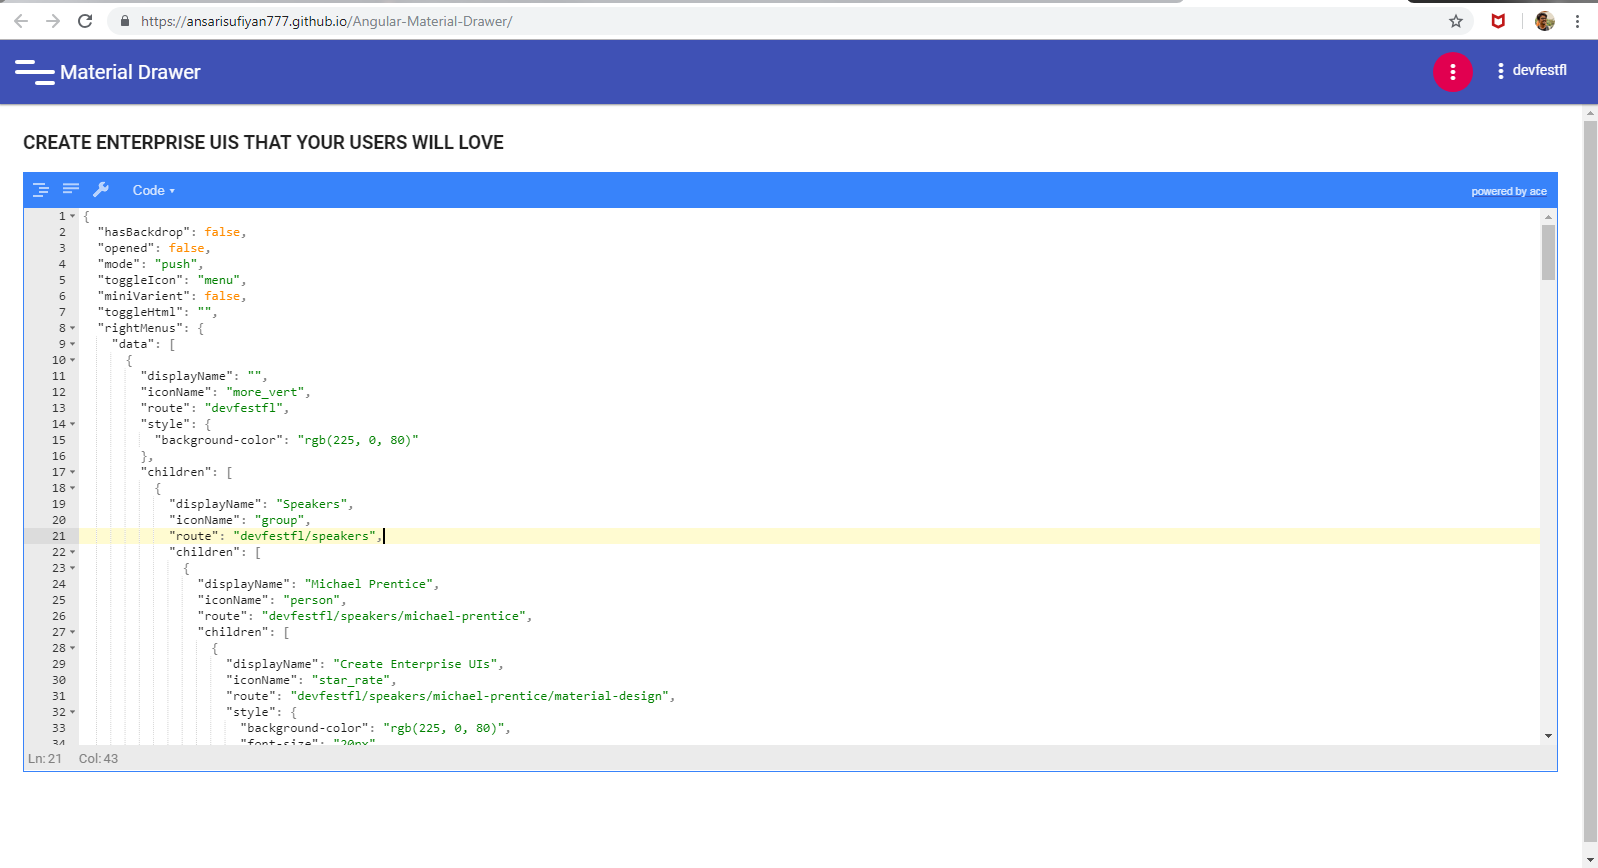 https://ansarisufiyan777.github.io/Angular-Material-Drawer/
Material Drawer
devfestfl
CREATE ENTERPRISE UIS THAT YOUR USERS WILL LOVE
Code
powered by ace
1 {
2 "hasBackdrop": false,
3 "opened": false,
4 "mode": "push",
5 "toggleIcon": "menu",
6 "miniVarient": false,
7 "toggleHtml": "",
8 "rightMenus": {
9 "data": [
10 {
11 "displayName": "",
12 "iconName": "more_vert",
13 "route": "devfestfl",
14 "style": {
15 "background-color": "rgb(225, 0, 80)"
16 },
17 "children": [
18 {
19 "displayName": "Speakers",
20 "iconName": "group",
21 "route": "devfestfl/speakers",
22 "children": [
23 {
24 "displayName": "Michael Prentice",
25 "iconName": "person",
26 "route": "devfestfl/speakers/michael-prentice",
27 "children": [
28 {
29 "displayName": "Create Enterprise UIs",
30 "iconName": "star_rate",
31 "route": "devfestfl/speakers/michael-prentice/material-design",
32 "style": {
33 "background-color": "rgb(225, 0, 80)",
34 "font-size": "20px"
Ln: 21 Col: 43